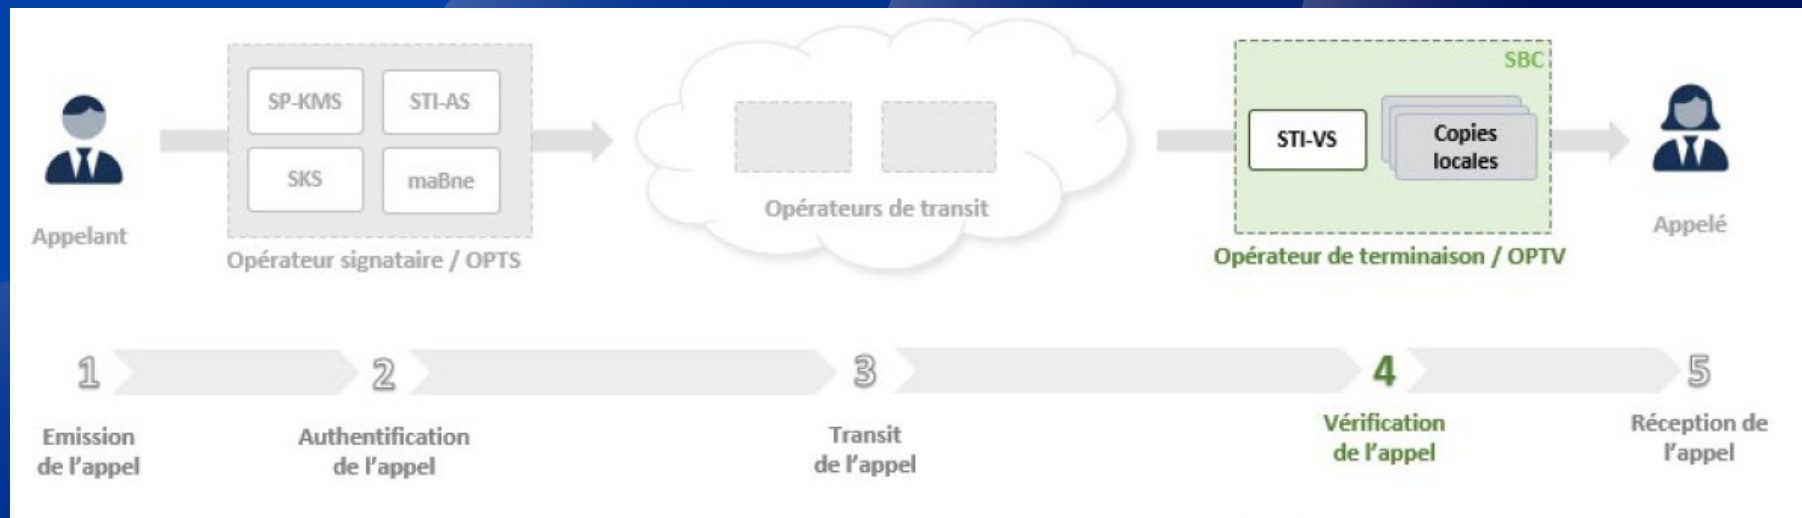 SBC
SP-KMS
STI-AS
SKS
maBne
STI-VS
Copies
locales
Appelant
Opérateur signataire / OPTS
Opérateurs de transit
Opérateur de terminaison / OPTV
Appelé
1
2
3
4
5
Emission
de l'appel
Authentification
de l'appel
Transit
de l'appel
Vérification
de l'appel
Réception de
l'appel